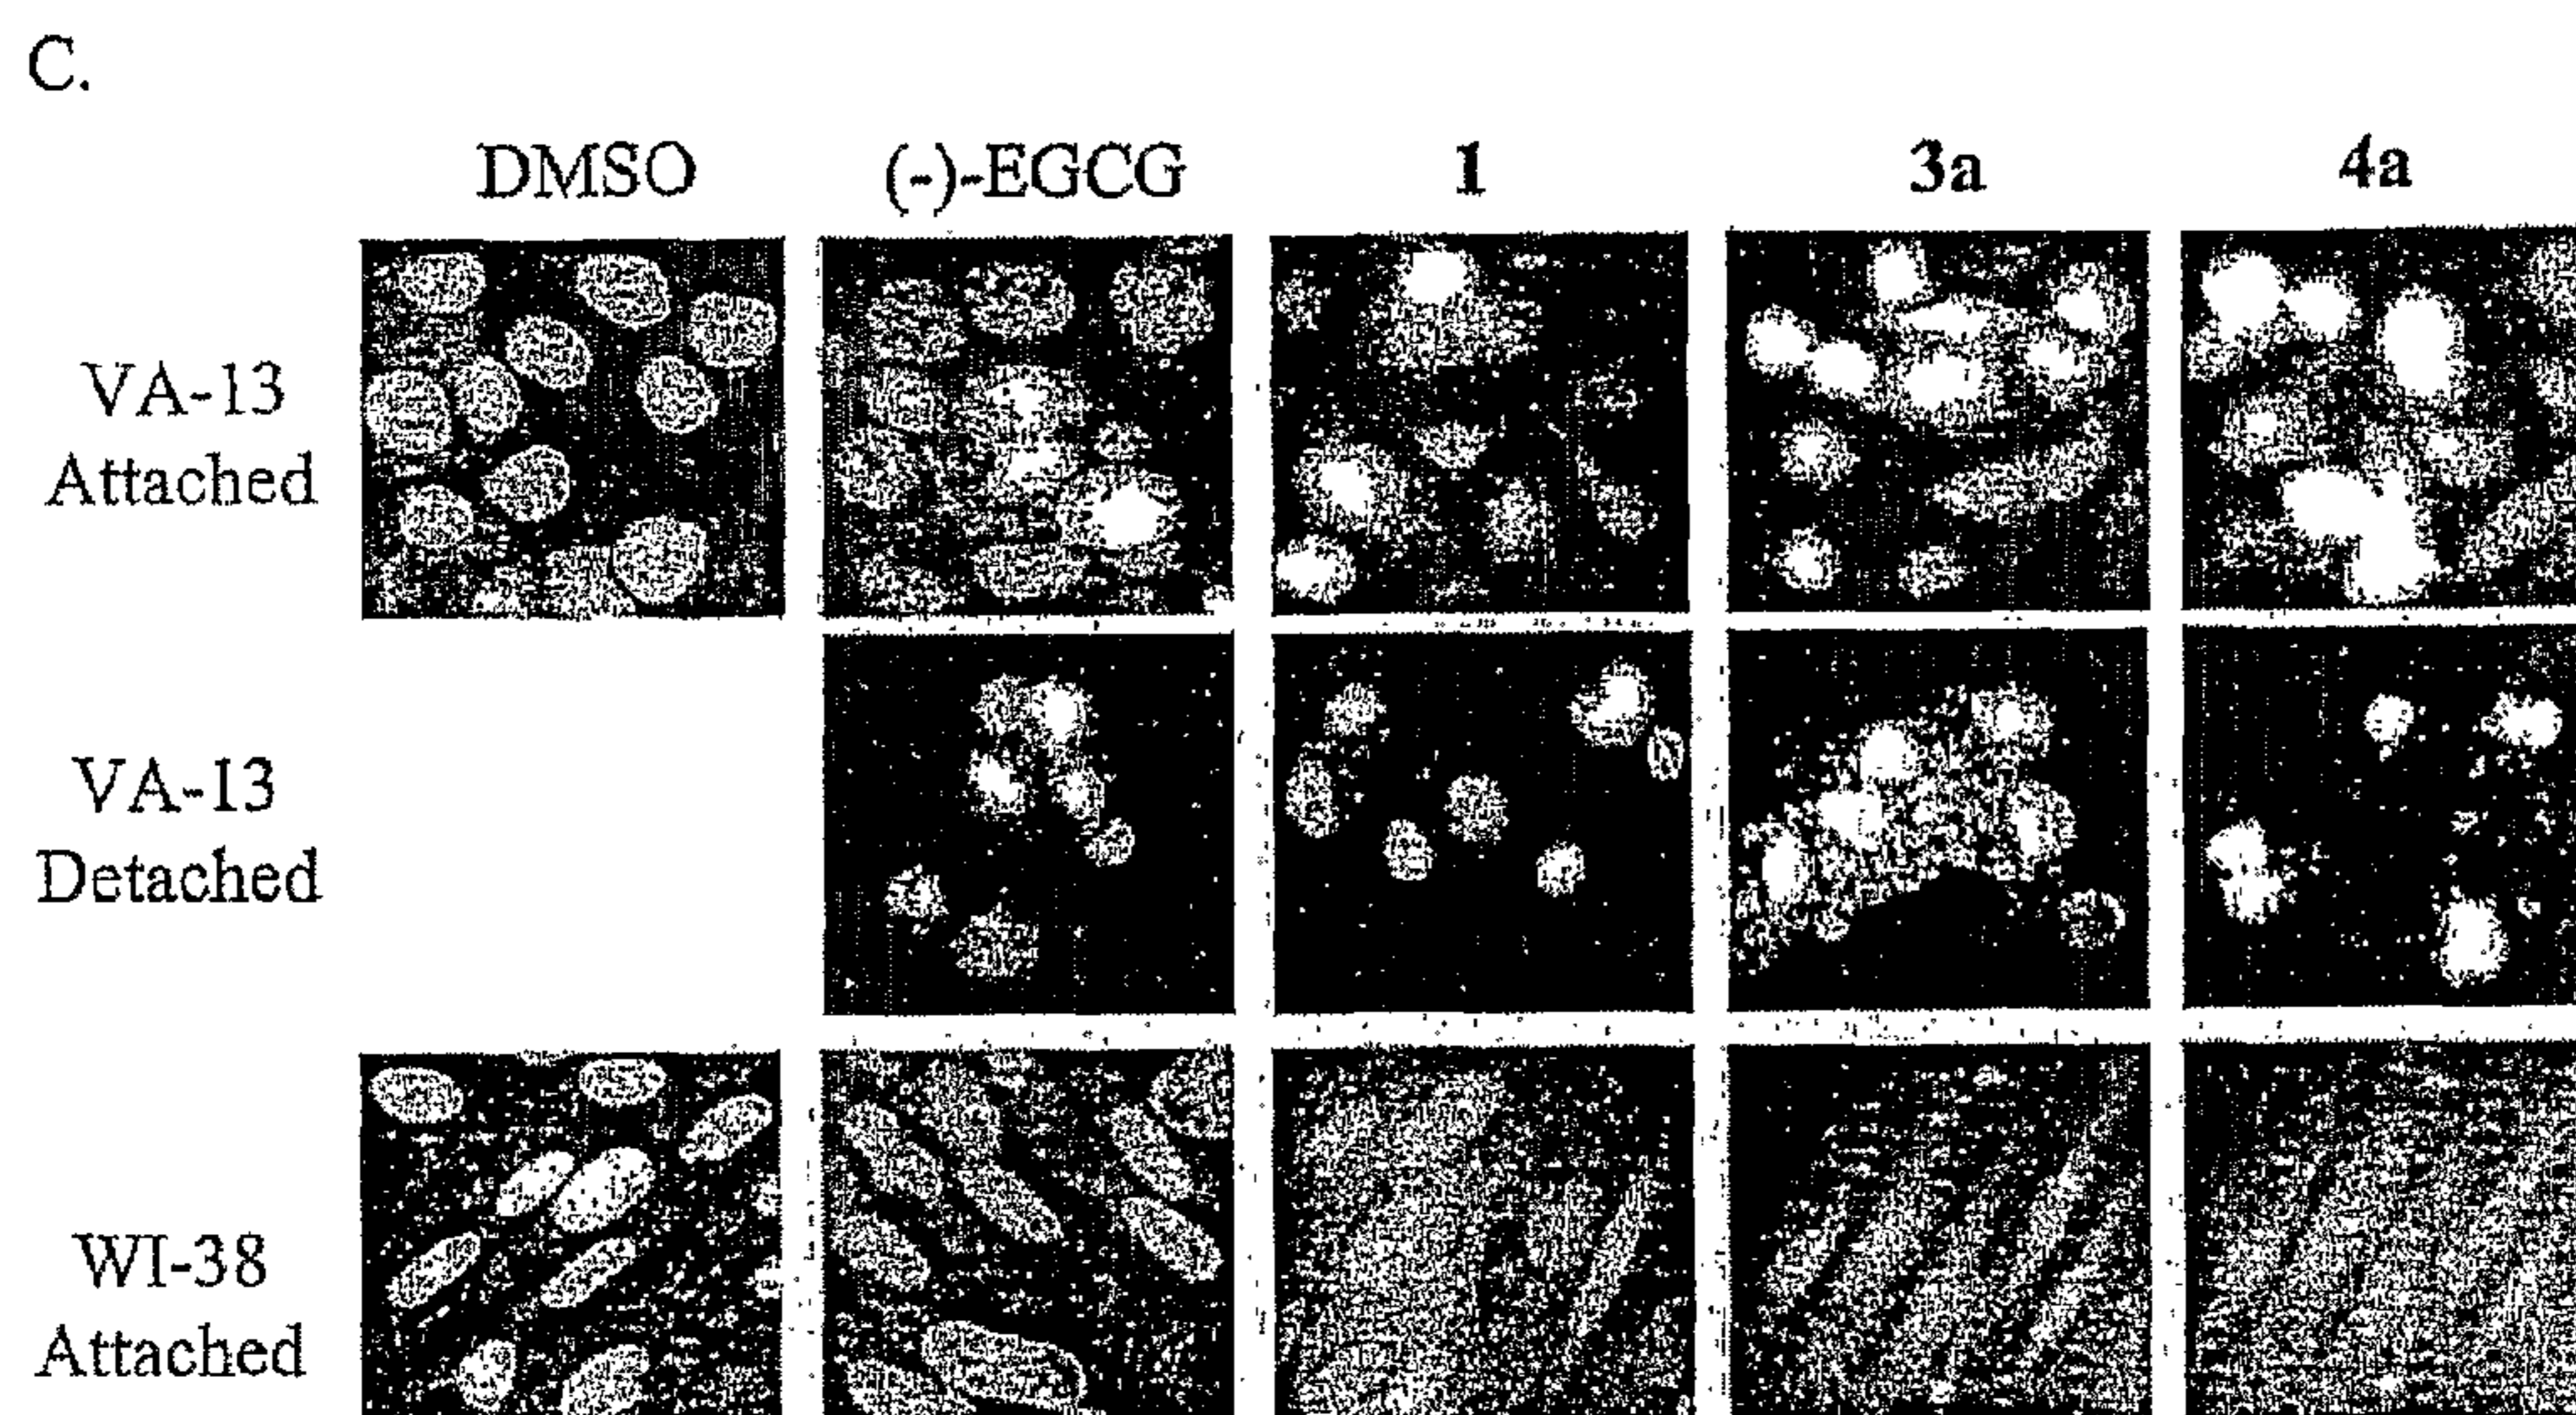 C.
DMSO (-)-EGCG 1 3a 4a
VA-13
Attached
VA-13
Detached
WI-38
Attached